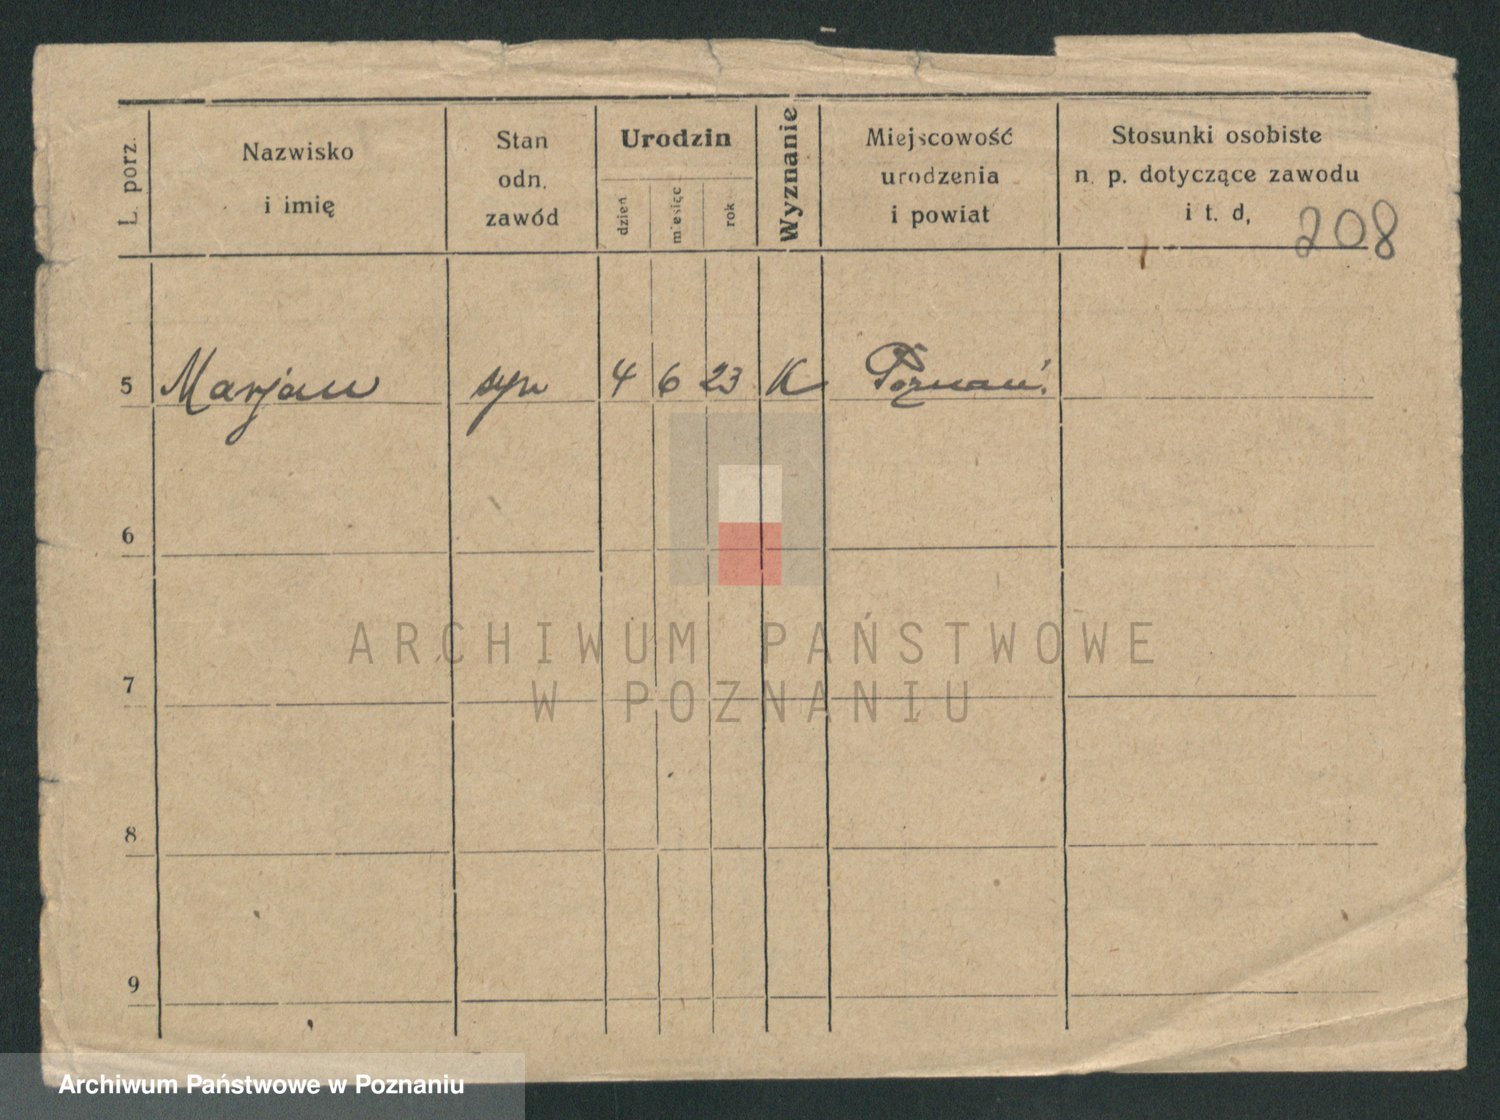 L. porz.
Nazwisko
i imię
Stan
odn.
zawód
Urodzin
dzień
miesiąc
rok
Wyznanie
Miejscowość
urodzenia
i powiat
Stosunki osobiste
n. p. dotyczące zawodu
i t. d,
208
5 Marjan syn 4 6 23 K Poznań.
6
ARCHIWUM PAŃSTWOWE
7
W POZNANIU
8
9
Archiwum Państwowe w Poznaniu